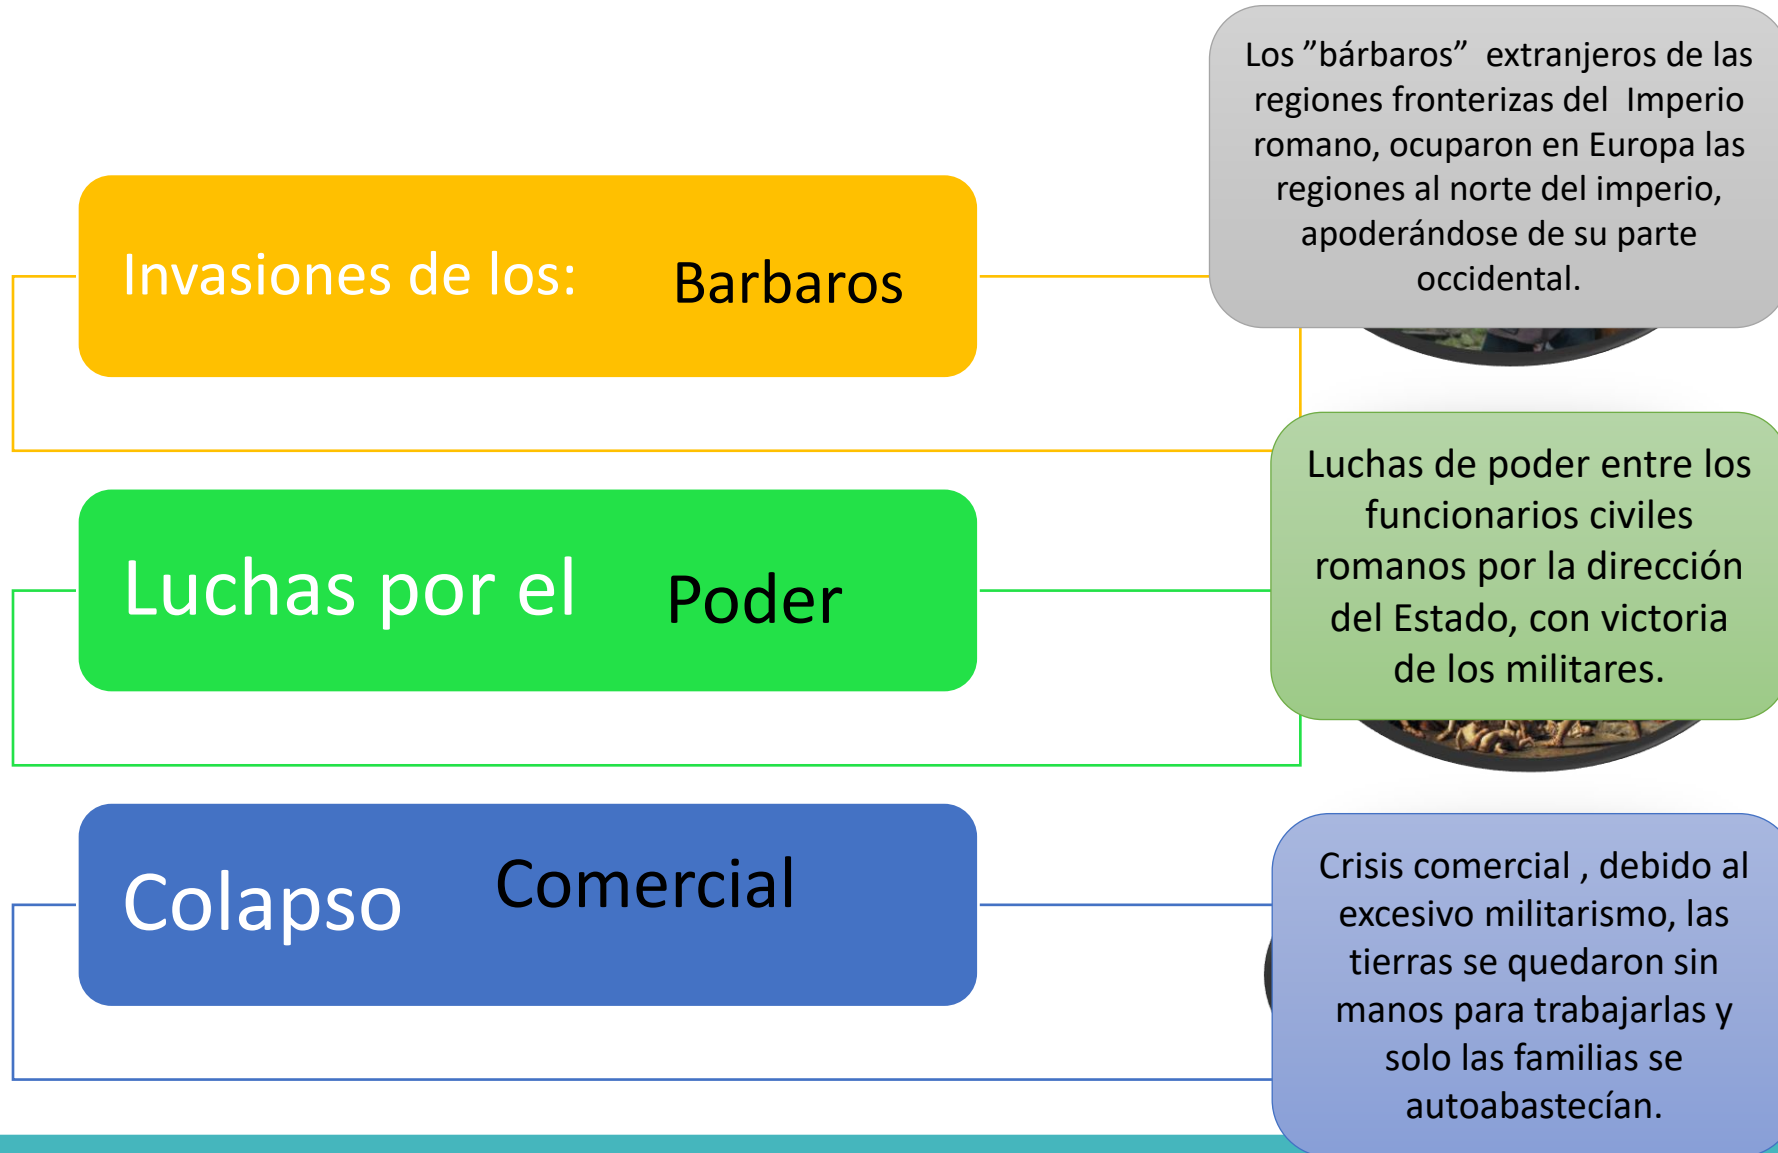 Invasiones de los: Barbaros
Los ”bárbaros” extranjeros de las
regiones fronterizas del Imperio
romano, ocuparon en Europa las
regiones al norte del imperio,
apoderándose de su parte
occidental.
Luchas por el Poder
Luchas de poder entre los
funcionarios civiles
romanos por la dirección
del Estado, con victoria
de los militares.
Colapso Comercial
Crisis comercial , debido al
excesivo militarismo, las
tierras se quedaron sin
manos para trabajarlas y
solo las familias se
autoabastecían.